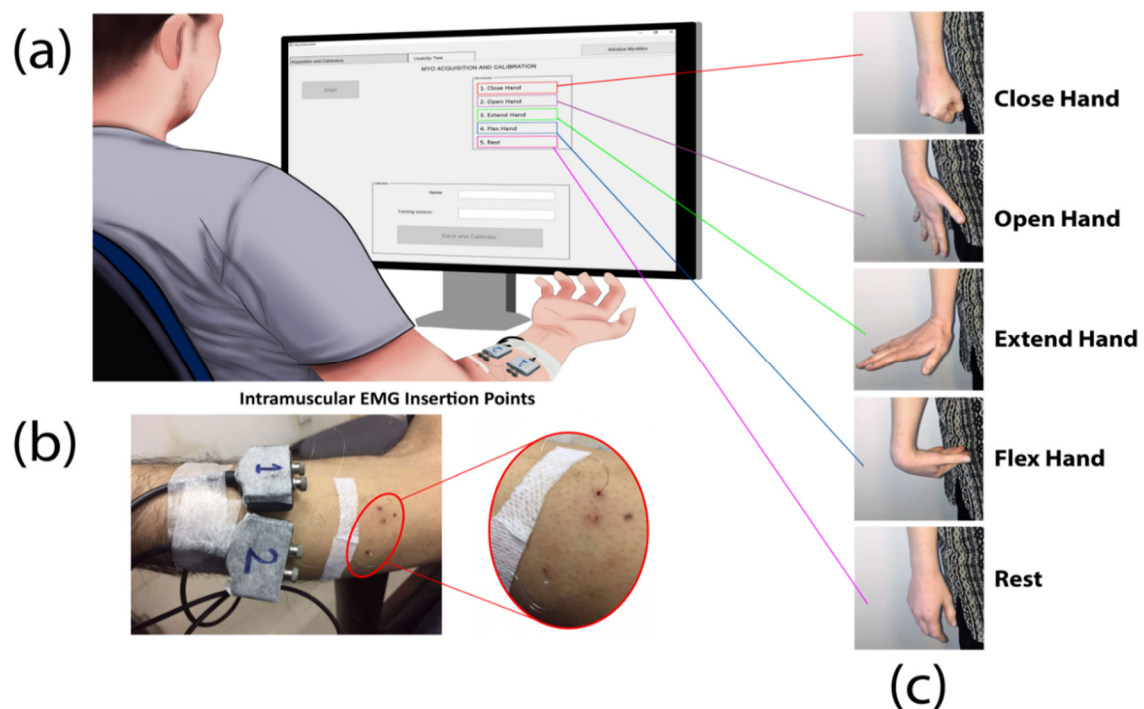 (a)
Acquisition and Calibration
Usability Test
MYO ACQUISITION AND CALIBRATION
Start
1. Close Hand
2. Open Hand
3. Extend Hand
4. Flex Hand
5. Rest
Name
Training session
Save and Calibrate
Close Hand
Open Hand
Extend Hand
Flex Hand
Rest
Intramuscular EMG Insertion Points
(b)
1
2
(c)